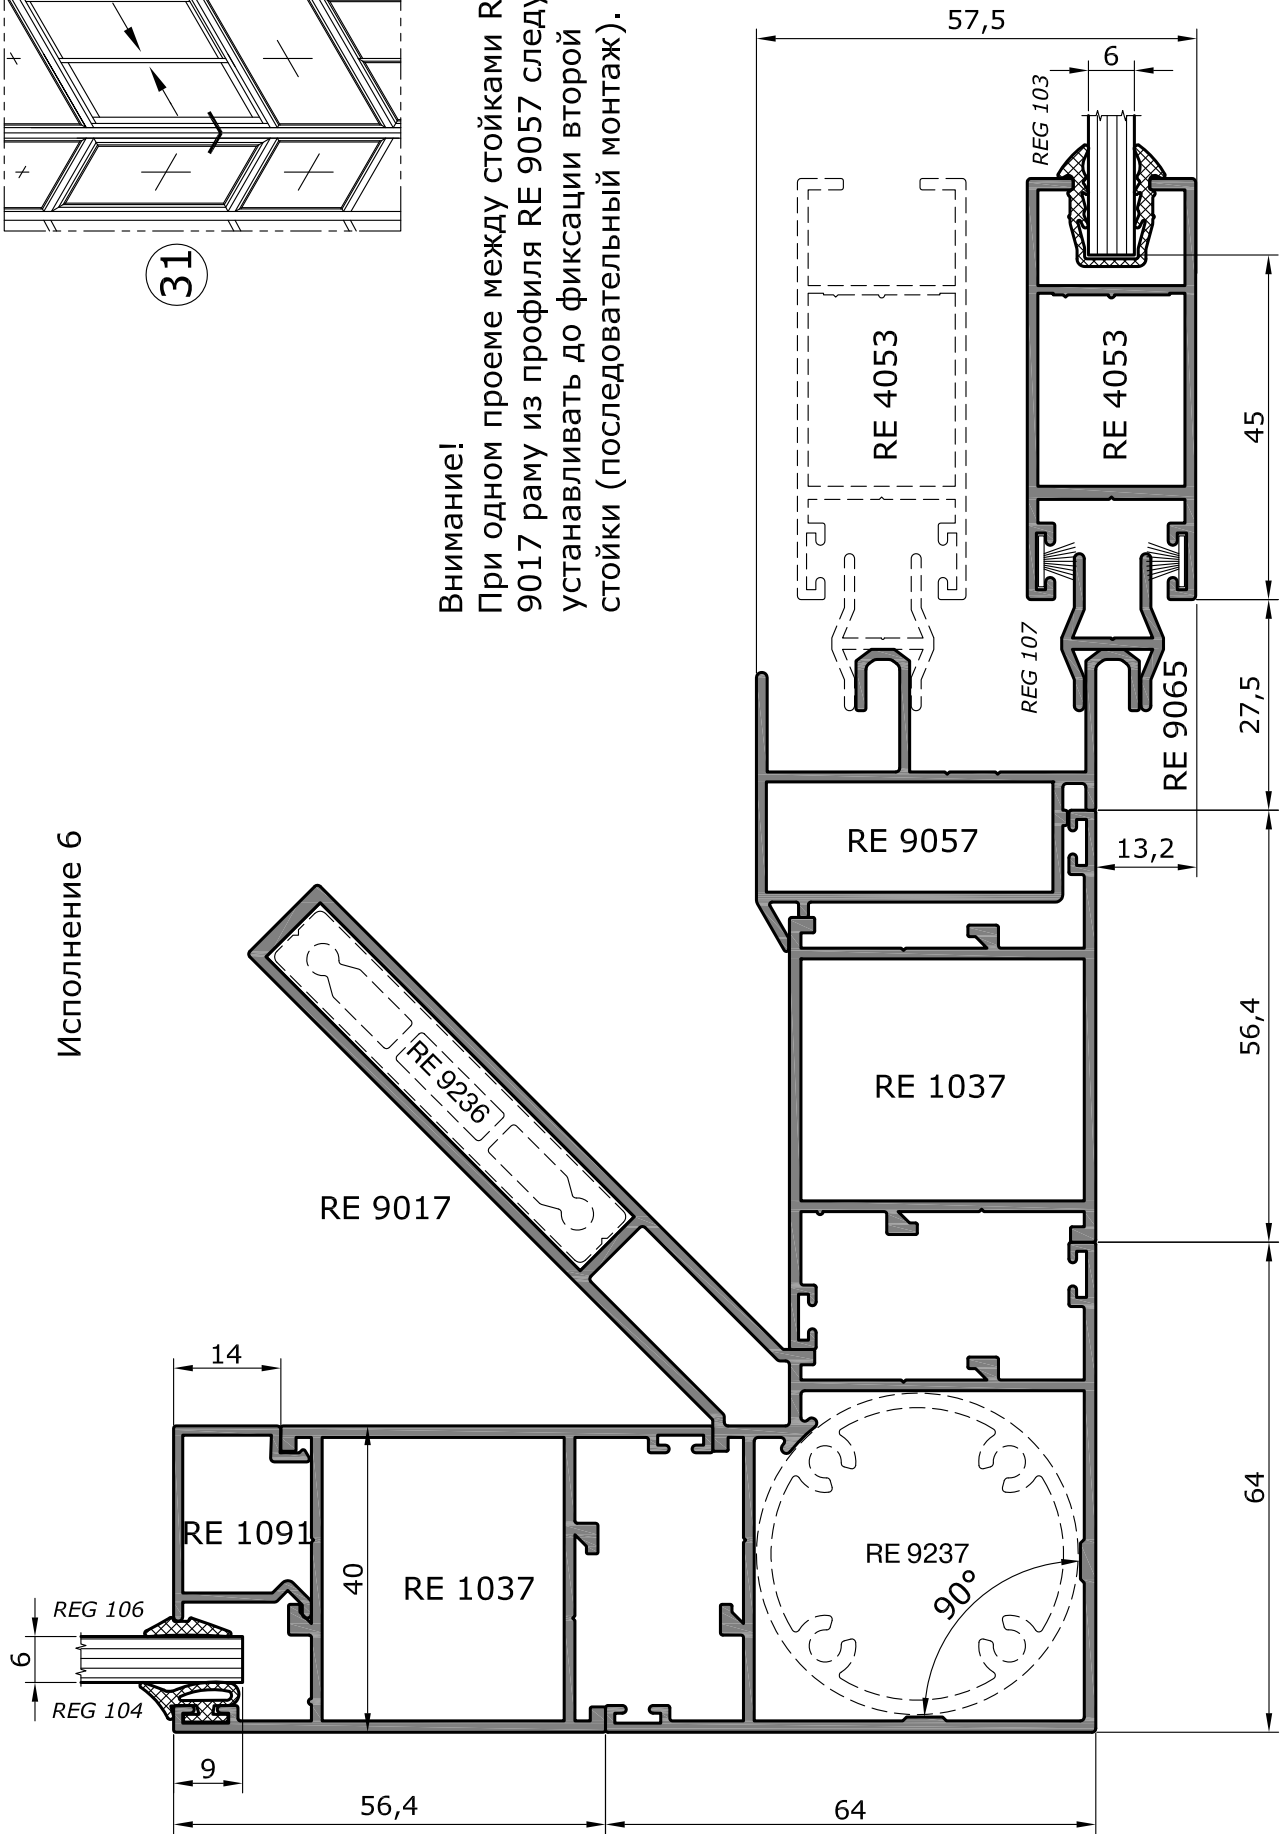 57,5
6
REG 103
31
Внимание!
При одном проеме между стойками R
9017 раму из профиля RE 9057 следу
устанавливать до фиксации второй
стойки (последовательный монтаж).
RE 4053
RE 4053
45
REG 107
RE 9065
27,5
Исполнение 6
RE 9057
13,2
RE 9236
RE 1037
56,4
RE 9017
14
RE 1091
40
RE 1037
RE 9237
90°
64
REG 106
6
REG 104
9
56,4
64